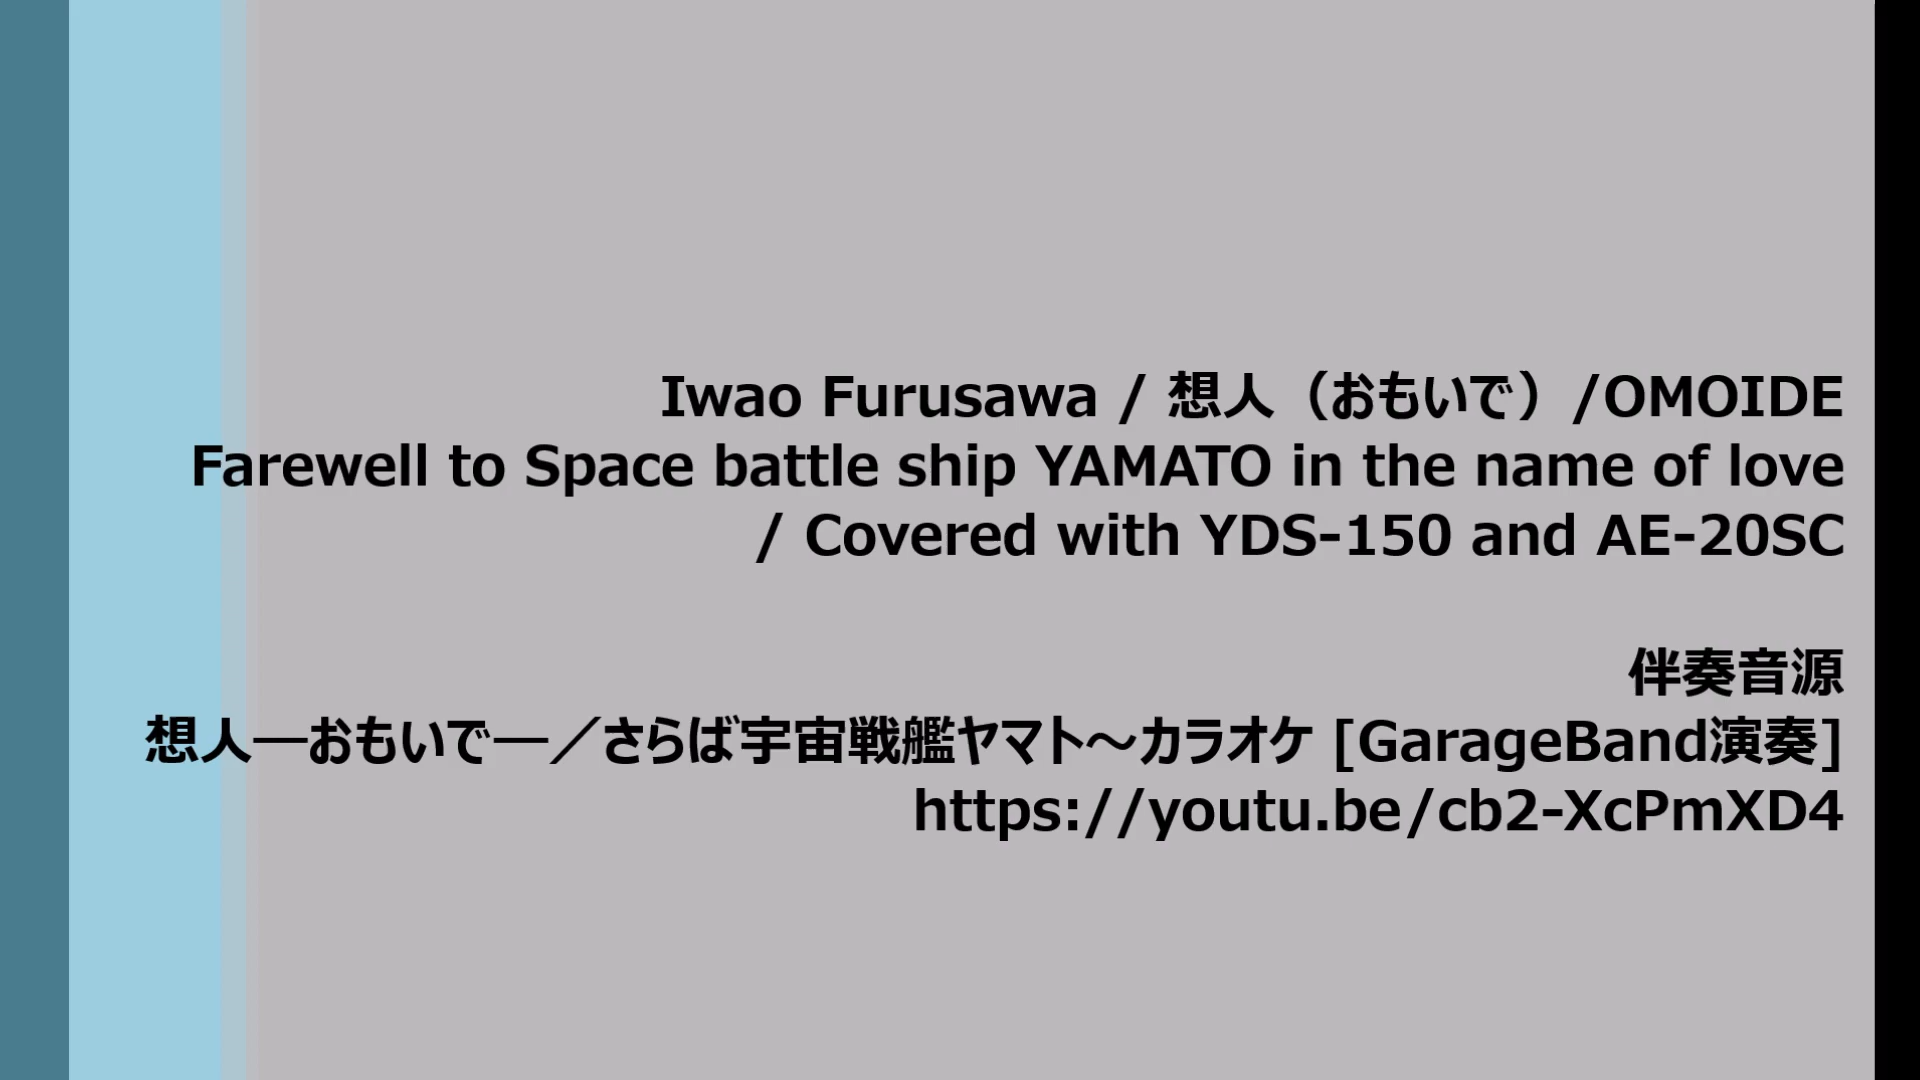 Iwao Furusawa / 想人（おもいで）/OMOIDE
Farewell to Space battle ship YAMATO in the name of love
/ Covered with YDS-150 and AE-20SC
伴奏音源
想人―おもいで―／さらば宇宙戦艦ヤマト～カラオケ [GarageBand演奏]
https://youtu.be/cb2-XcPmXD4